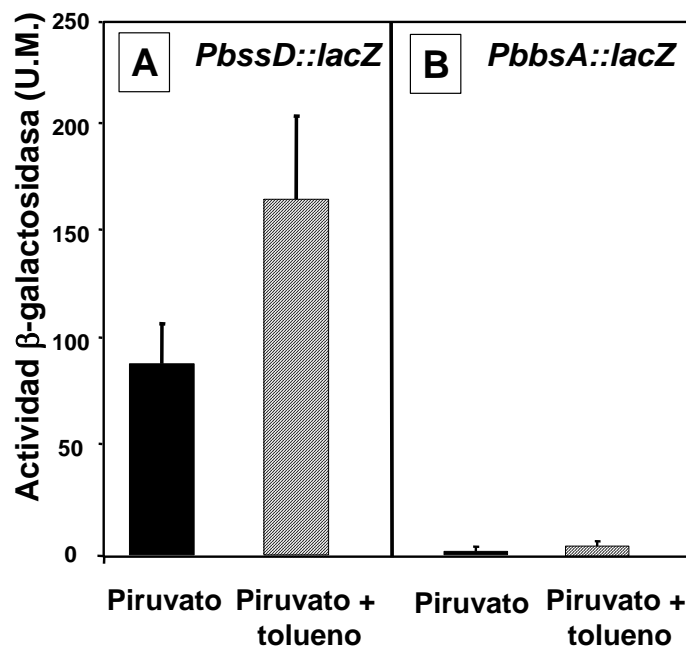 Actividad β-galactosidasa (U.M.)
250
200
150
100
50
0
A PbssD::lacZ
B PbbsA::lacZ
Piruvato
Piruvato +
tolueno
Piruvato
Piruvato +
tolueno